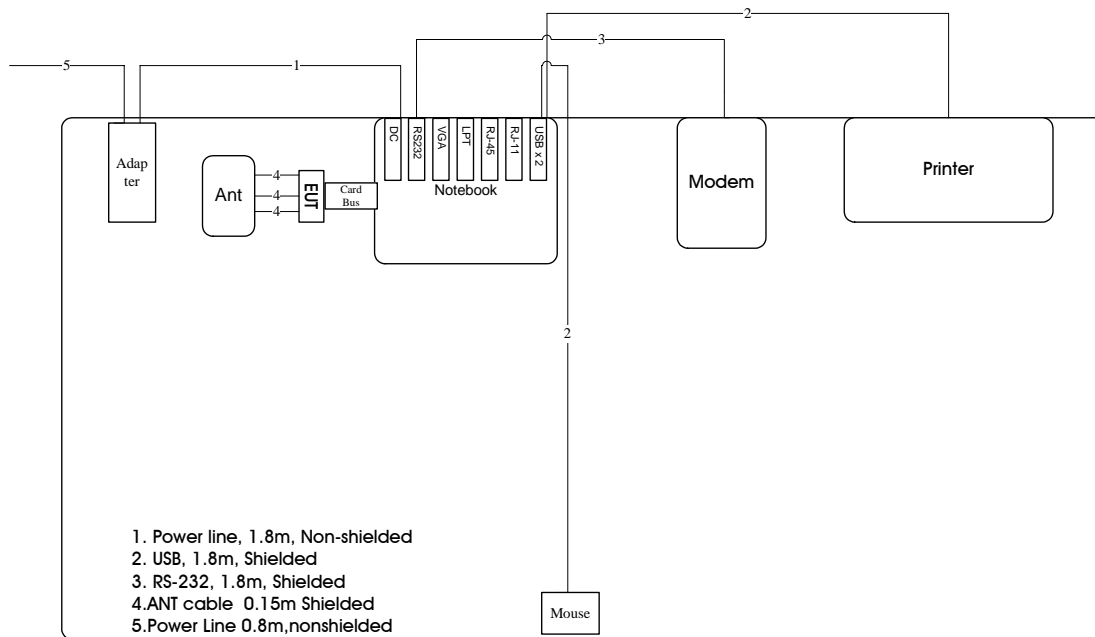 2
3
5
1
DC
RS232
VGA
LPT
RJ-45
RJ-11
USB x 2
Adap
ter
Ant
4
4
4
EUT
Card
Bus
Notebook
Modem
Printer
2
1. Power line, 1.8m, Non-shielded
2. USB, 1.8m, Shielded
3. RS-232, 1.8m, Shielded
4.ANT cable  0.15m Shielded
5.Power Line 0.8m,nonshielded
Mouse